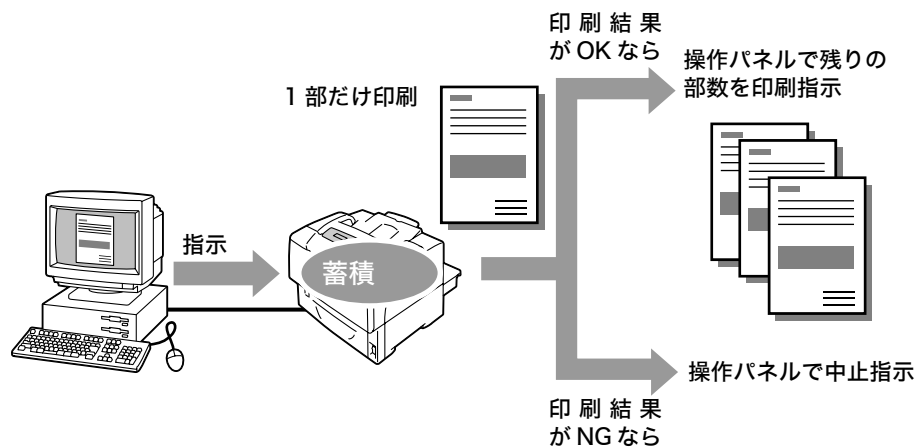 印刷結果
が OK なら
操作パネルで残りの
部数を印刷指示
1 部だけ印刷
指示
蓄積
操作パネルで中止指示
印刷結果
が NG なら